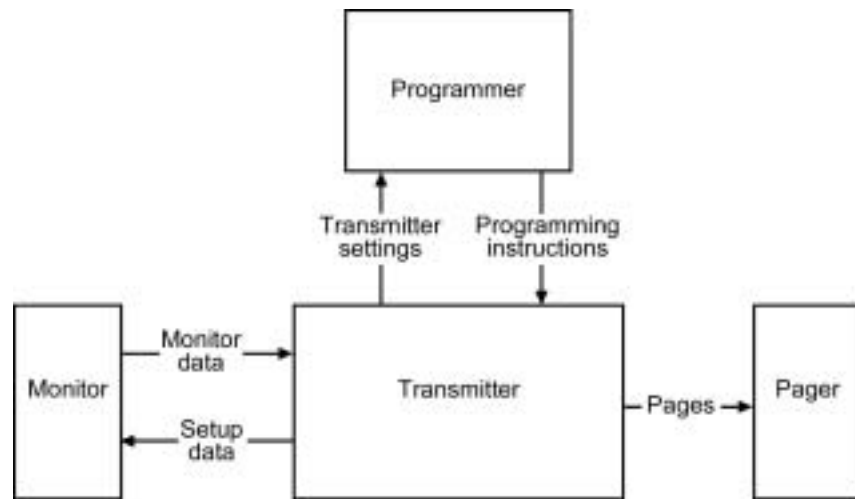 Programmer
Transmitter
settings
Programming
instructions
Monitor
data
Monitor
Transmitter
Pages
Pager
Setup
data